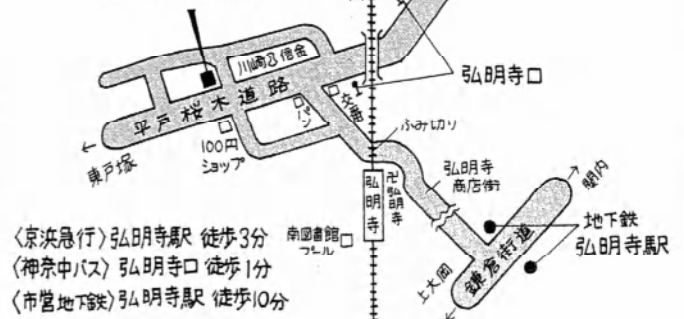 川崎信金
弘明寺口
平戸桜木道路
パン
交番
ふみ切り
100円
ショップ
東戸塚
弘明寺
商店街
関内
弘明寺
卍弘明寺
地下鉄
弘明寺駅
南図書館
プール
上大岡
鎌倉街道
〈京浜急行〉弘明寺駅 徒歩3分
〈神奈中バス〉弘明寺口 徒歩1分
〈市営地下鉄〉弘明寺駅 徒歩10分